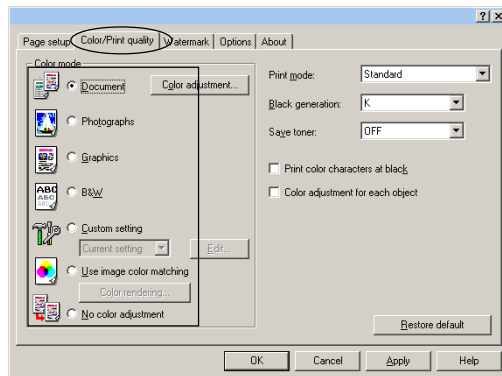 Page setup Color/Print quality Watermark Options About
Color mode
Document Color adjustment...
Photographs
Graphics
ABC
ABC
B&W
Custom setting
Current setting Edit...
Use image color matching
Color rendering...
No color adjustment
Print mode: Standard
Black generation: K
Save toner: OFF
Print color characters at black
Color adjustment for each object
Restore default
OK Cancel Apply Help